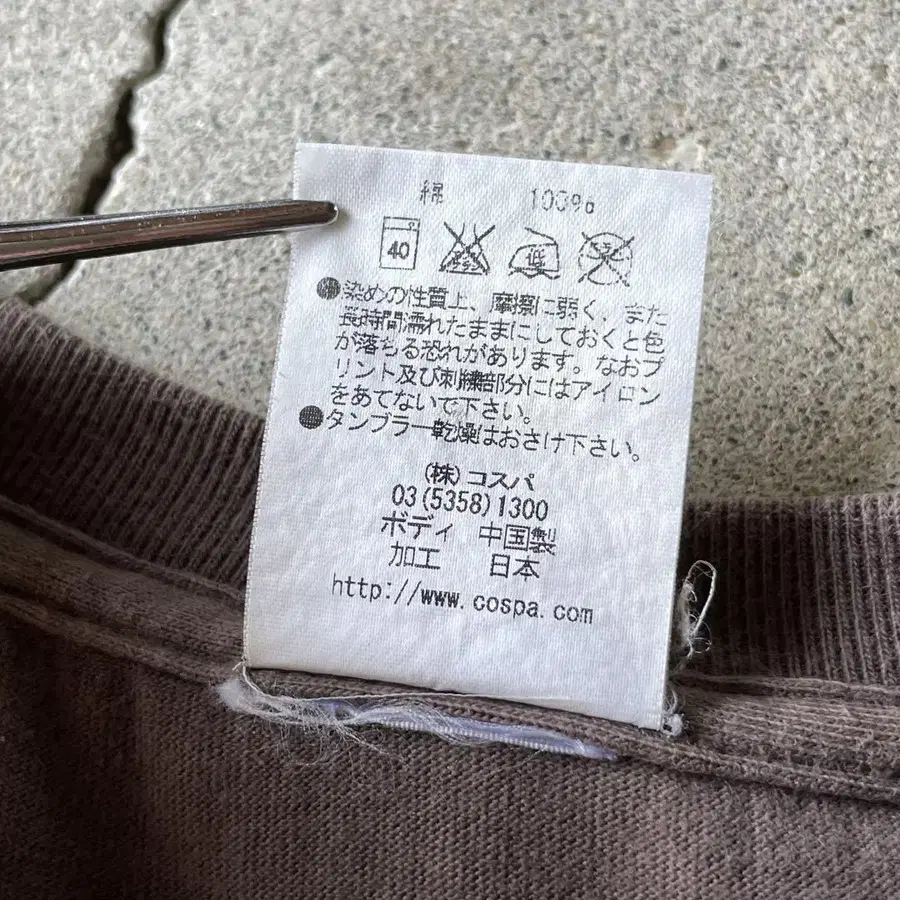 綿 100%
40 低
●染めの性質上、摩擦に弱く、また
長時間濡れたままにしておくと色
が落ちる恐れがあります。なおプ
リント及び刺繍部分にはアイロン
をあてないで下さい。
●タンブラー乾燥はおさけ下さい。
(株)コスパ
03(5358)1300
ボディ 中国製
加工 日本
http://www.cospa.com